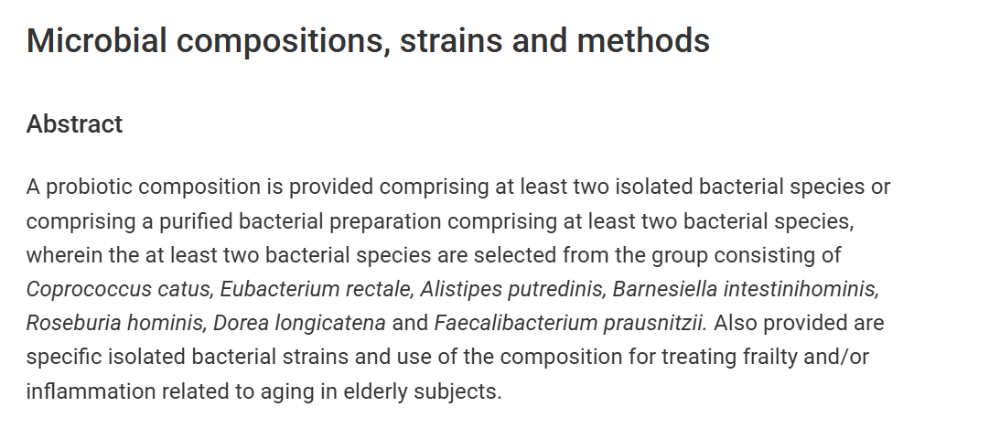 Microbial compositions, strains and methods
Abstract
A probiotic composition is provided comprising at least two isolated bacterial species or
comprising a purified bacterial preparation comprising at least two bacterial species,
wherein the at least two bacterial species are selected from the group consisting of
Coprococcus catus, Eubacterium rectale, Alistipes putredinis, Barnesiella intestinihominis,
Roseburia hominis, Dorea longicatena and Faecalibacterium prausnitzii. Also provided are
specific isolated bacterial strains and use of the composition for treating frailty and/or
inflammation related to aging in elderly subjects.